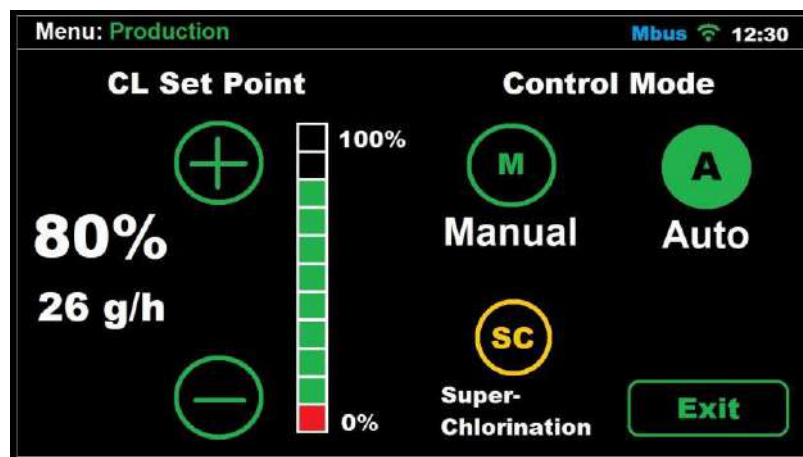 Menu: Production
Mbus 12:30
CL Set Point
Control Mode
100%
M
A
80%
Manual
Auto
26 g/h
SC
Super-
Chlorination
0%
Exit